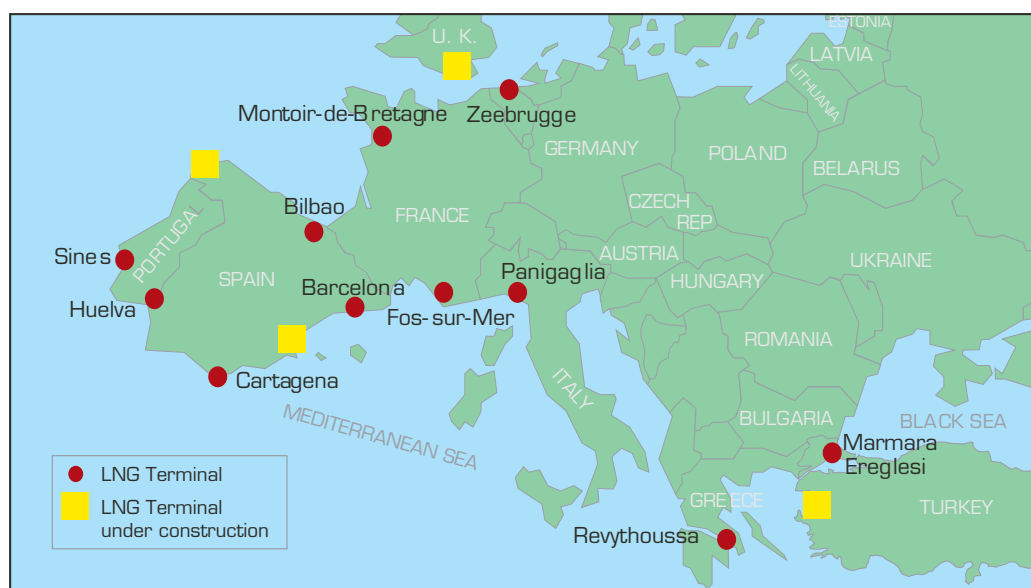 ESTONIA
U. K.
LATVIA
LITHUANIA
Montoir-de-Bretagne
Zeebrugge
GERMANY
POLAND
BELARUS
CZECH
REP
Bilbao
FRANCE
PORTUGAL
Sines
SPAIN
AUSTRIA
Panigaglia
UKRAINE
HUNGARY
Barcelona
Huelva
Fos-sur-Mer
ROMANIA
Cartagena
ITALY
MEDITERRANEAN SEA
BULGARIA
BLACK SEA
Marmara
Ereglesi
GREECE
TURKEY
Revythoussa
LNG Terminal
LNG Terminal
under construction